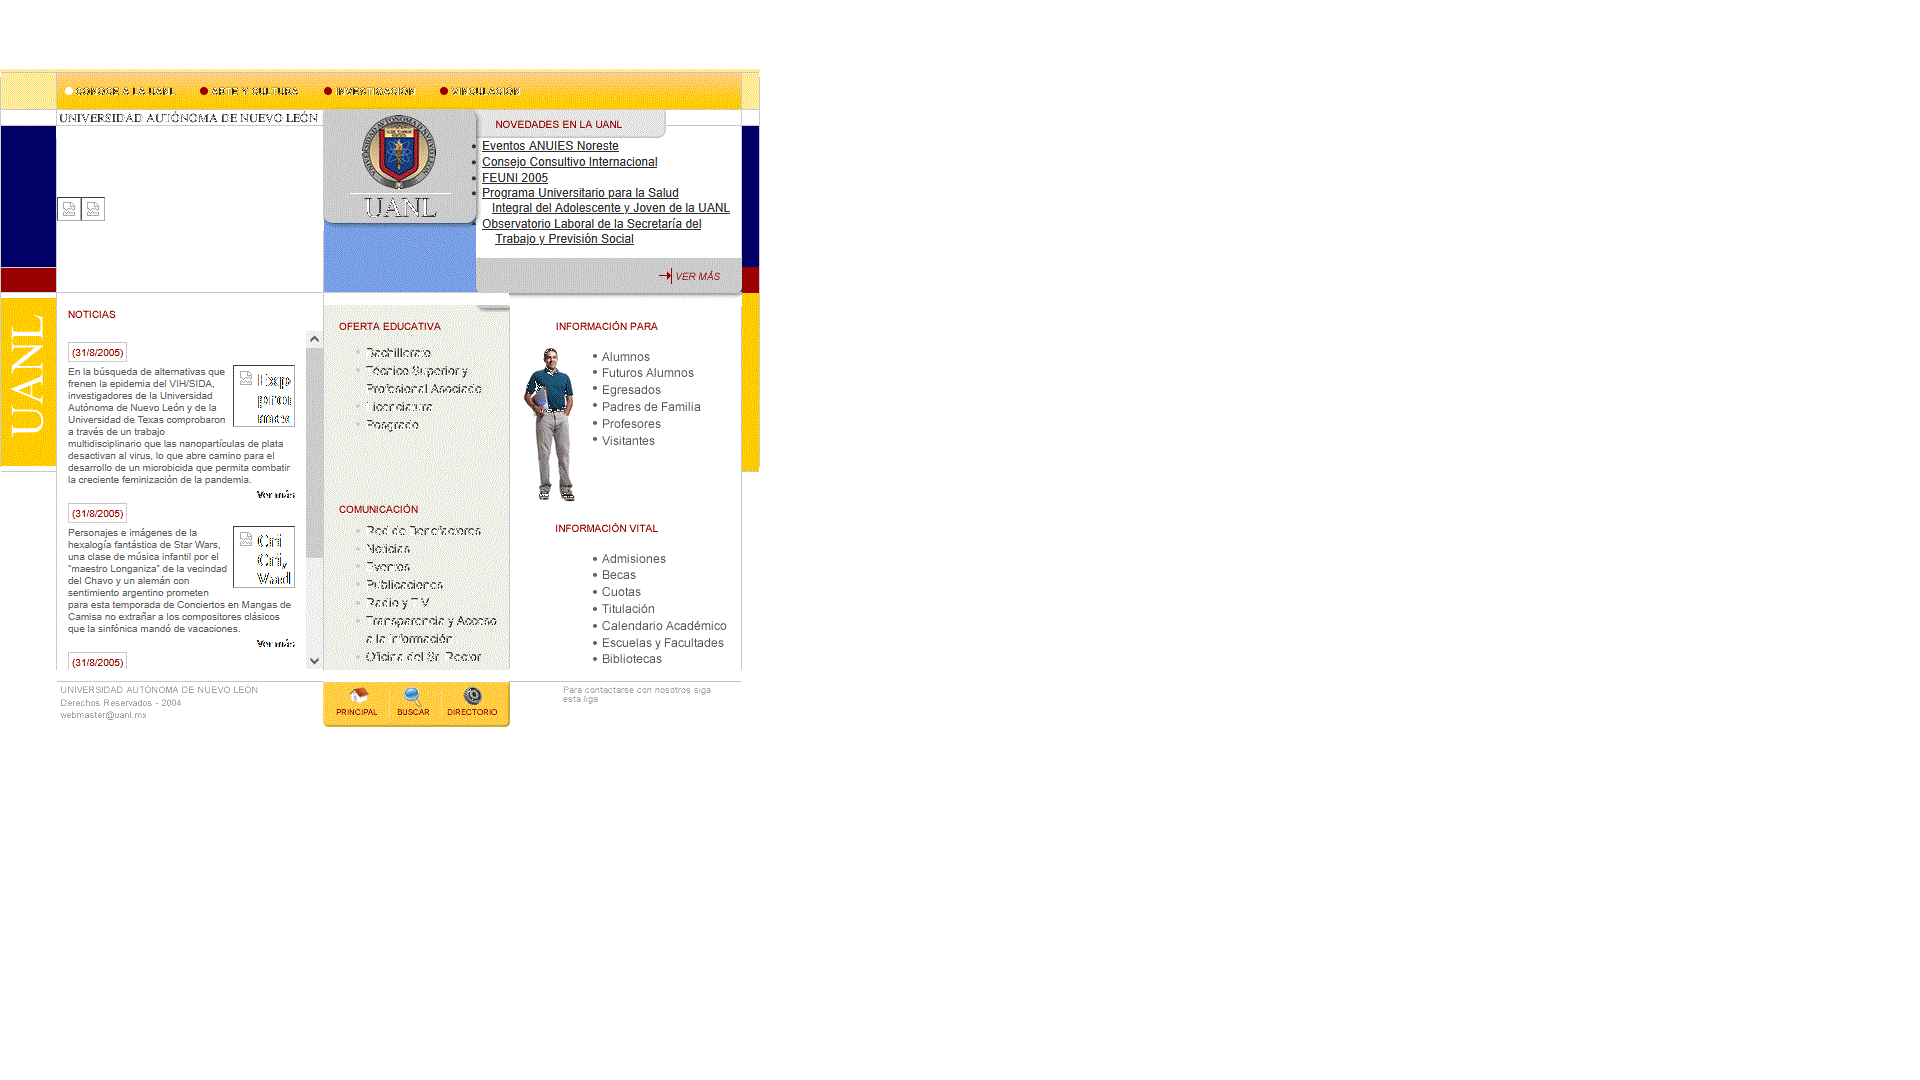 CONOCE A LA UANL
ARTE Y CULTURA
INVESTIGACIÓN
VINCULACIÓN
UNIVERSIDAD AUTÓNOMA DE NUEVO LEÓN
UANL
NOVEDADES EN LA UANL
Eventos ANUIES Noreste
Consejo Consultivo Internacional
FEUNI 2005
Programa Universitario para la Salud
Integral del Adolescente y Joven de la UANL
Observatorio Laboral de la Secretaría del
Trabajo y Previsión Social
VER MÁS
UANL
NOTICIAS
(31/8/2005)
En la búsqueda de alternativas que
frenen la epidemia del VIH/SIDA,
investigadores de la Universidad
Autónoma de Nuevo León y de la
Universidad de Texas comprobaron
a través de un trabajo
multidisciplinario que las nanopartículas de plata
desactivan al virus, lo que abre camino para el
desarrollo de un microbicida que permita combatir
la creciente feminización de la pandemia.
Ver más
(31/8/2005)
Personajes e imágenes de la
hexalogía fantástica de Star Wars,
una clase de música infantil por el
"maestro Longaniza" de la vecindad
del Chavo y un alemán con
sentimiento argentino prometen
para esta temporada de Conciertos en Mangas de
Camisa no extrañar a los compositores clásicos
que la sinfónica mandó de vacaciones.
Cri
Cri,
Ver más
(31/8/2005)
OFERTA EDUCATIVA
Bachillerato
Técnico Superior y
Profesional Asociado
Licenciatura
Posgrado
COMUNICACIÓN
Red de Benefactores
Noticias
Eventos
Publicaciones
Radio y TV
Transparencia y Acceso
a la Información
Oficina del Sr. Rector
INFORMACIÓN PARA
Alumnos
Futuros Alumnos
Egresados
Padres de Familia
Profesores
Visitantes
INFORMACIÓN VITAL
Admisiones
Becas
Cuotas
Titulación
Calendario Académico
Escuelas y Facultades
Bibliotecas
UNIVERSIDAD AUTÓNOMA DE NUEVO LEÓN
Derechos Reservados - 2004
webmaster@uanl.mx
PRINCIPAL
BUSCAR
DIRECTORIO
Para contactarse con nosotros siga
esta liga